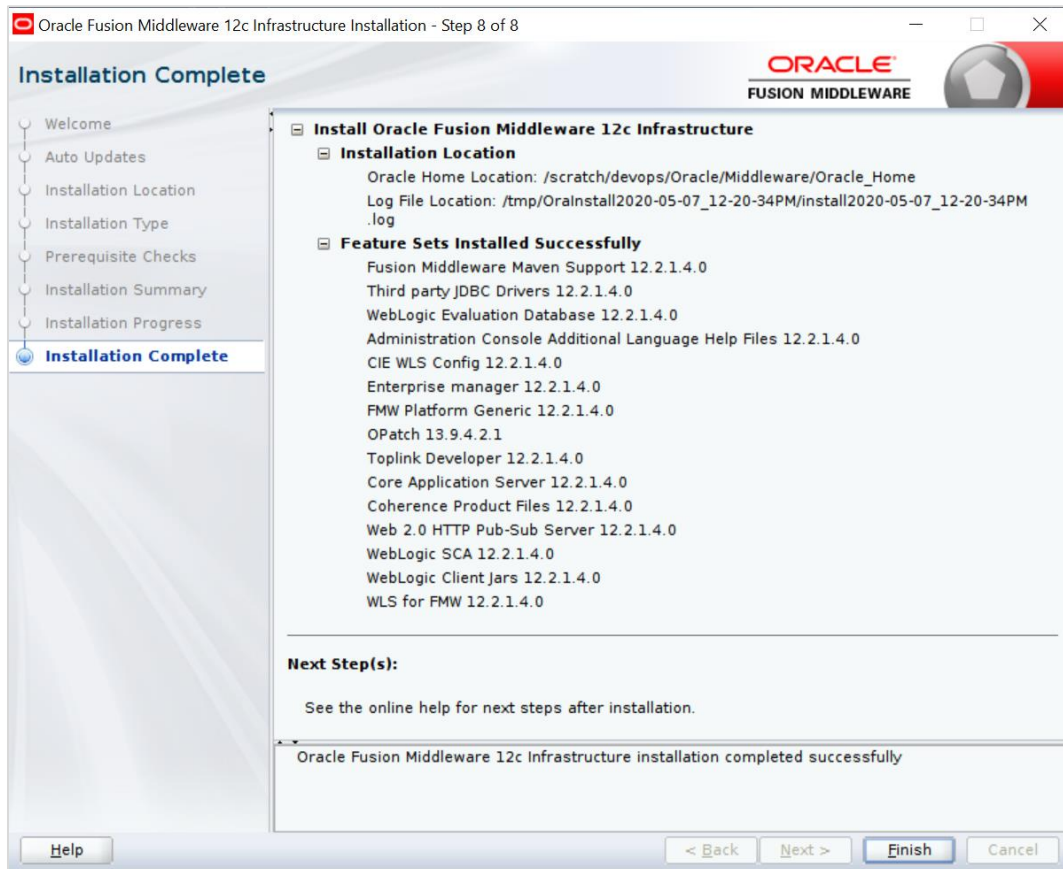 Oracle Fusion Middleware 12c Infrastructure Installation - Step 8 of 8
Installation Complete
ORACLE
FUSION MIDDLEWARE
Welcome
Auto Updates
Installation Location
Installation Type
Prerequisite Checks
Installation Summary
Installation Progress
Installation Complete
Install Oracle Fusion Middleware 12c Infrastructure
Installation Location
Oracle Home Location: /scratch/devops/Oracle/Middleware/Oracle_Home
Log File Location: /tmp/OraInstall2020-05-07_12-20-34PM/install2020-05-07_12-20-34PM
.log
Feature Sets Installed Successfully
Fusion Middleware Maven Support 12.2.1.4.0
Third party JDBC Drivers 12.2.1.4.0
WebLogic Evaluation Database 12.2.1.4.0
Administration Console Additional Language Help Files 12.2.1.4.0
CIE WLS Config 12.2.1.4.0
Enterprise manager 12.2.1.4.0
FMW Platform Generic 12.2.1.4.0
OPatch 13.9.4.2.1
Toplink Developer 12.2.1.4.0
Core Application Server 12.2.1.4.0
Coherence Product Files 12.2.1.4.0
Web 2.0 HTTP Pub-Sub Server 12.2.1.4.0
WebLogic SCA 12.2.1.4.0
WebLogic Client Jars 12.2.1.4.0
WLS for FMW 12.2.1.4.0
Next Step(s):
See the online help for next steps after installation.
Oracle Fusion Middleware 12c Infrastructure installation completed successfully
Help
< Back
Next >
Finish
Cancel